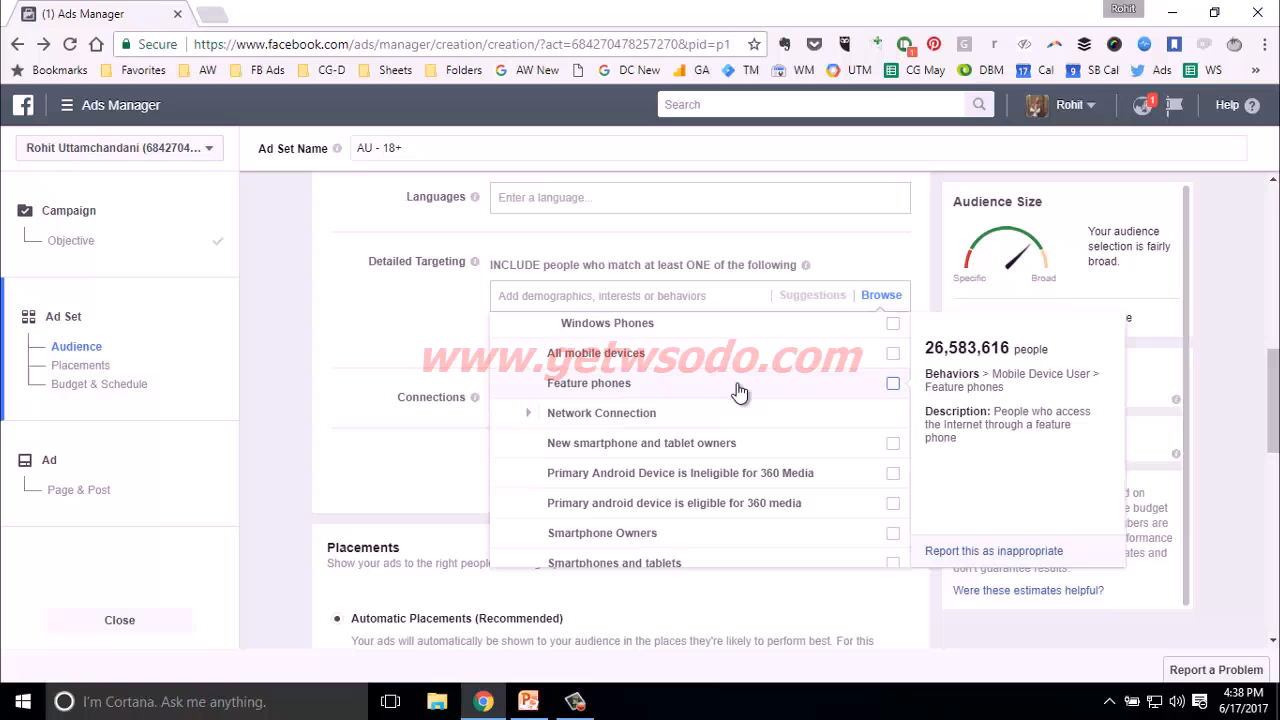 (1) Ads Manager
Rohit
Secure
https://www.facebook.com/ads/manager/creation/creation/?act=684270478257270&pid=p1
Bookmarks
Favorites
AW
FB Ads
CG-D
Sheets
Folders
AW New
DC New
GA
TM
WM
UTM
CG May
DBM
Cal
SB Cal
Ads
WS
Ads Manager
Search
Rohit
1
Help
Rohit Uttamchandani (6842704...
Ad Set Name
AU - 18+
Campaign
Objective
Ad Set
Audience
Placements
Budget & Schedule
Ad
Page & Post
Close
Languages
Enter a language...
Detailed Targeting
INCLUDE people who match at least ONE of the following
Add demographics, interests or behaviors
Suggestions
Browse
Windows Phones
All mobile devices
www.getwsodo.com
Feature phones
Connections
Network Connection
New smartphone and tablet owners
Primary Android Device is Ineligible for 360 Media
Primary android device is eligible for 360 media
Smartphone Owners
Smartphones and tablets
26,583,616 people
Behaviors > Mobile Device User >
Feature phones
Description: People who access
the Internet through a feature
phone
Report this as inappropriate
Audience Size
Your audience
selection is fairly
broad.
Specific
Broad
don't guarantee results.
Were these estimates helpful?
Placements
Show your ads to the right peop
Automatic Placements (Recommended)
Your ads will automatically be shown to your audience in the places they're likely to perform best. For this
Report a Problem
I'm Cortana. Ask me anything.
4:38 PM
6/17/2017